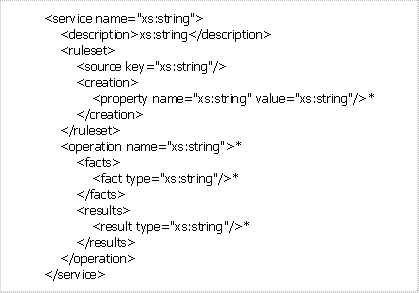 <service name="xs:string">
<description>xs:string</description>
<ruleset>
<source key="xs:string"/>
<creation>
<property name="xs:string" value="xs:string"/>*
</creation>
</ruleset>
<operation name="xs:string">*
<facts>
<fact type="xs:string"/>*
</facts>
<results>
<result type="xs:string"/>*
</results>
</operation>
</service>